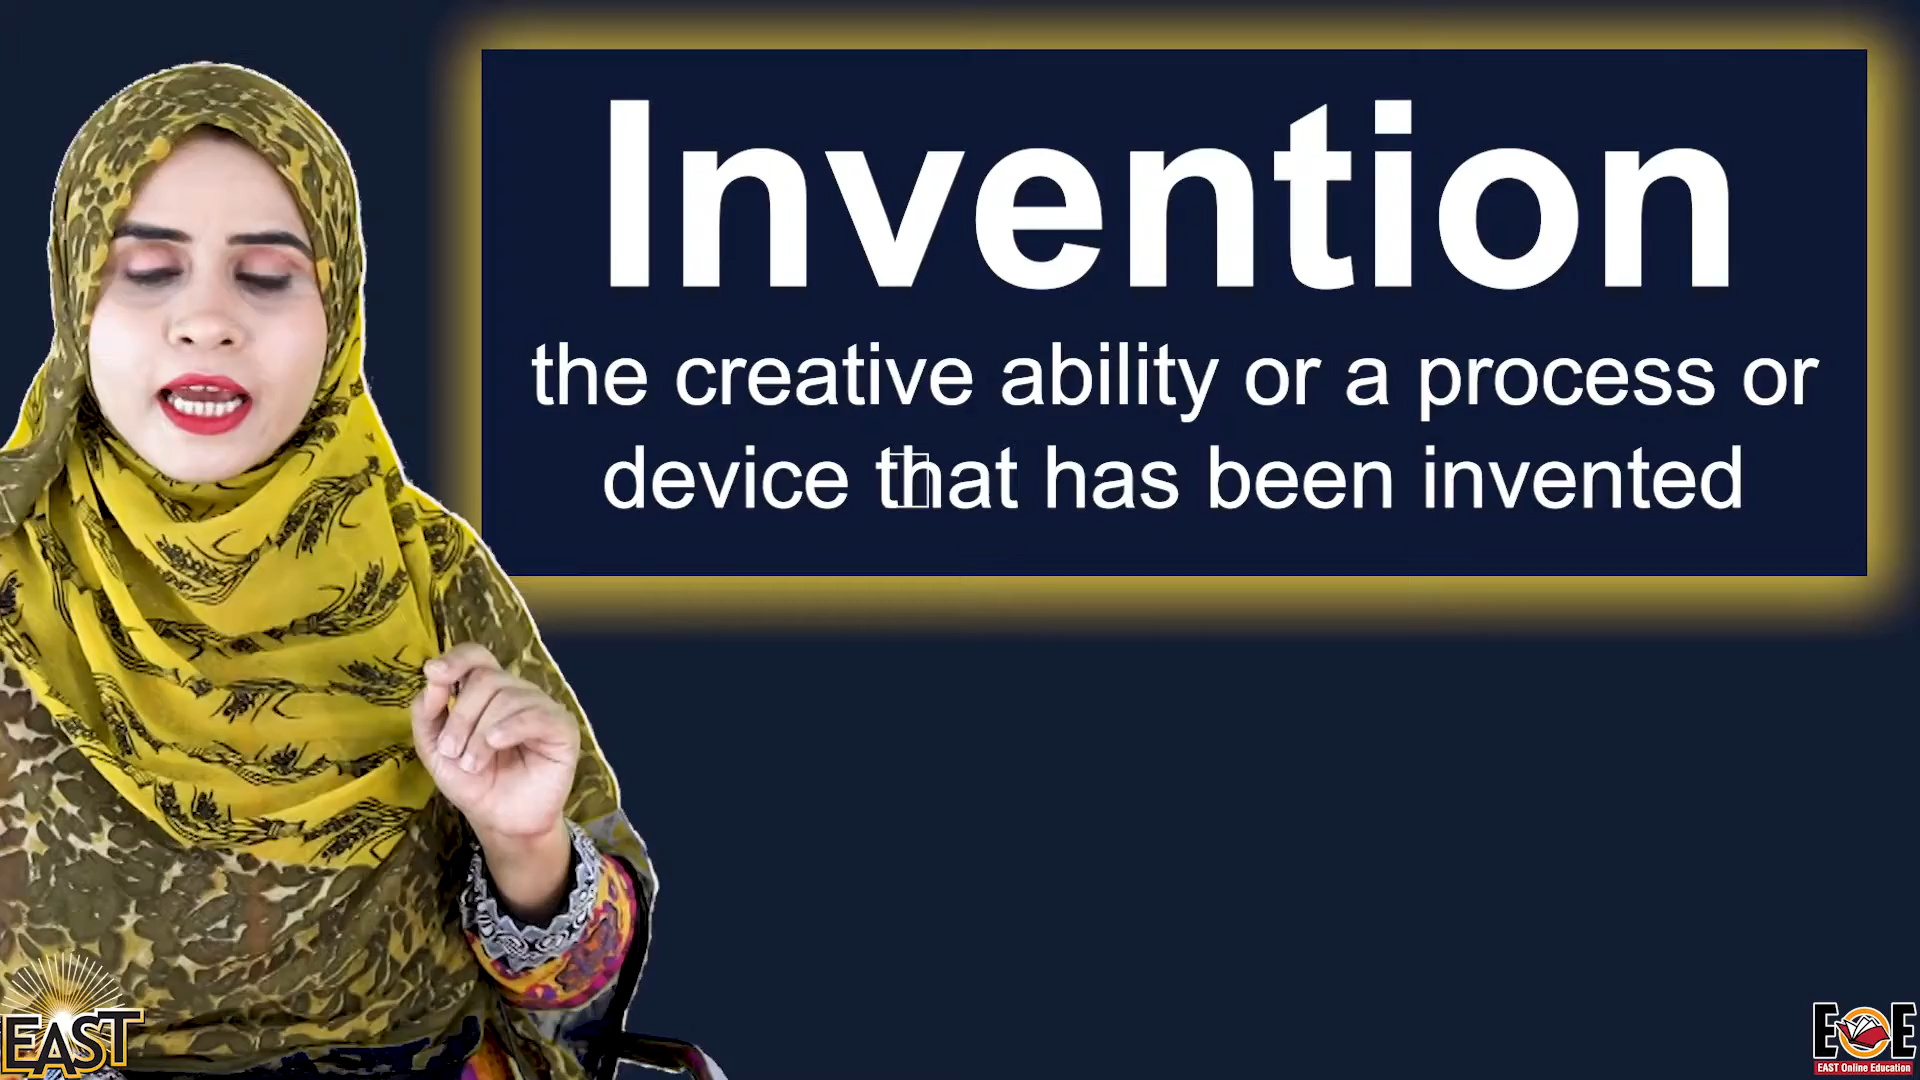 Invention
the creative ability or a process or
device that has been invented
EAST
EOE
EAST Online Education